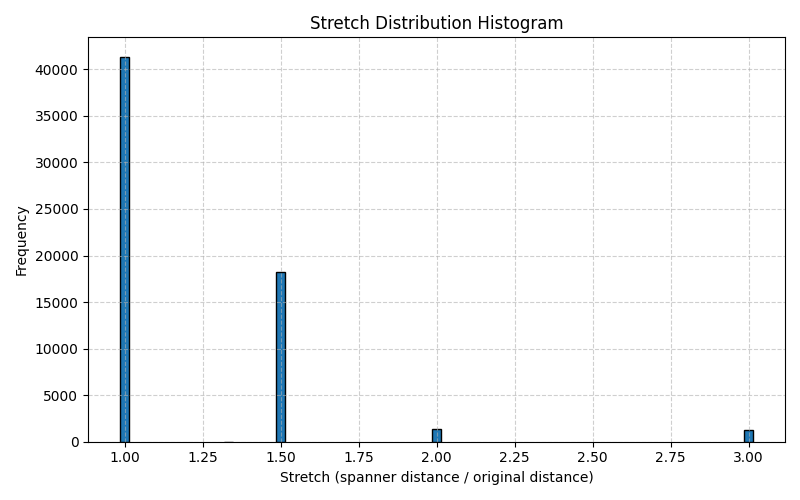 Stretch Distribution Histogram
Frequency
40000
35000
30000
25000
20000
15000
10000
5000
0
1.00 1.25 1.50 1.75 2.00 2.25 2.50 2.75 3.00
Stretch (spanner distance / original distance)